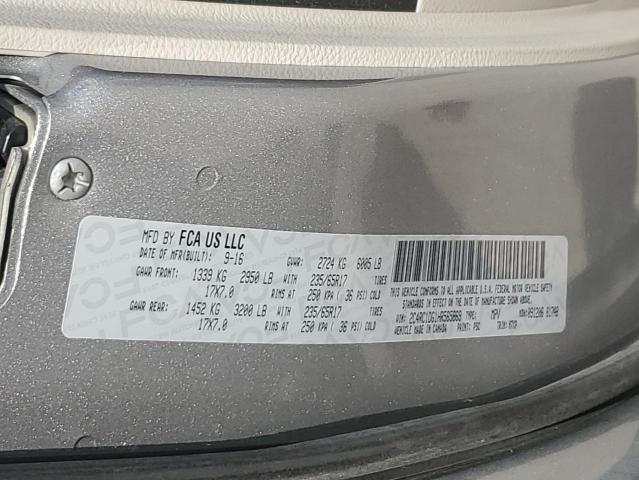 MFD BY FCA US LLC
DATE OF MFR(BUILT): 9-16 GVWR: 2724 KG 6005 LB
GAWR FRONT: 1339 KG 2950 LB WITH 235/65R17 TIRES
17X7.0 RIMS AT 250 KPA ( 36 PSI) COLD
GAWR REAR: 1452 KG 3200 LB WITH 235/65R17 TIRES
17X7.0 RIMS AT 250 KPA ( 36 PSI) COLD
THIS VEHICLE CONFORMS TO ALL APPLICABLE U.S.A. FEDERAL MOTOR VEHICLE SAFETY
STANDARDS IN EFFECT ON THE DATE OF MANUFACTURE SHOWN ABOVE.
VIN: TYPE: MPV
PAINT: PSC